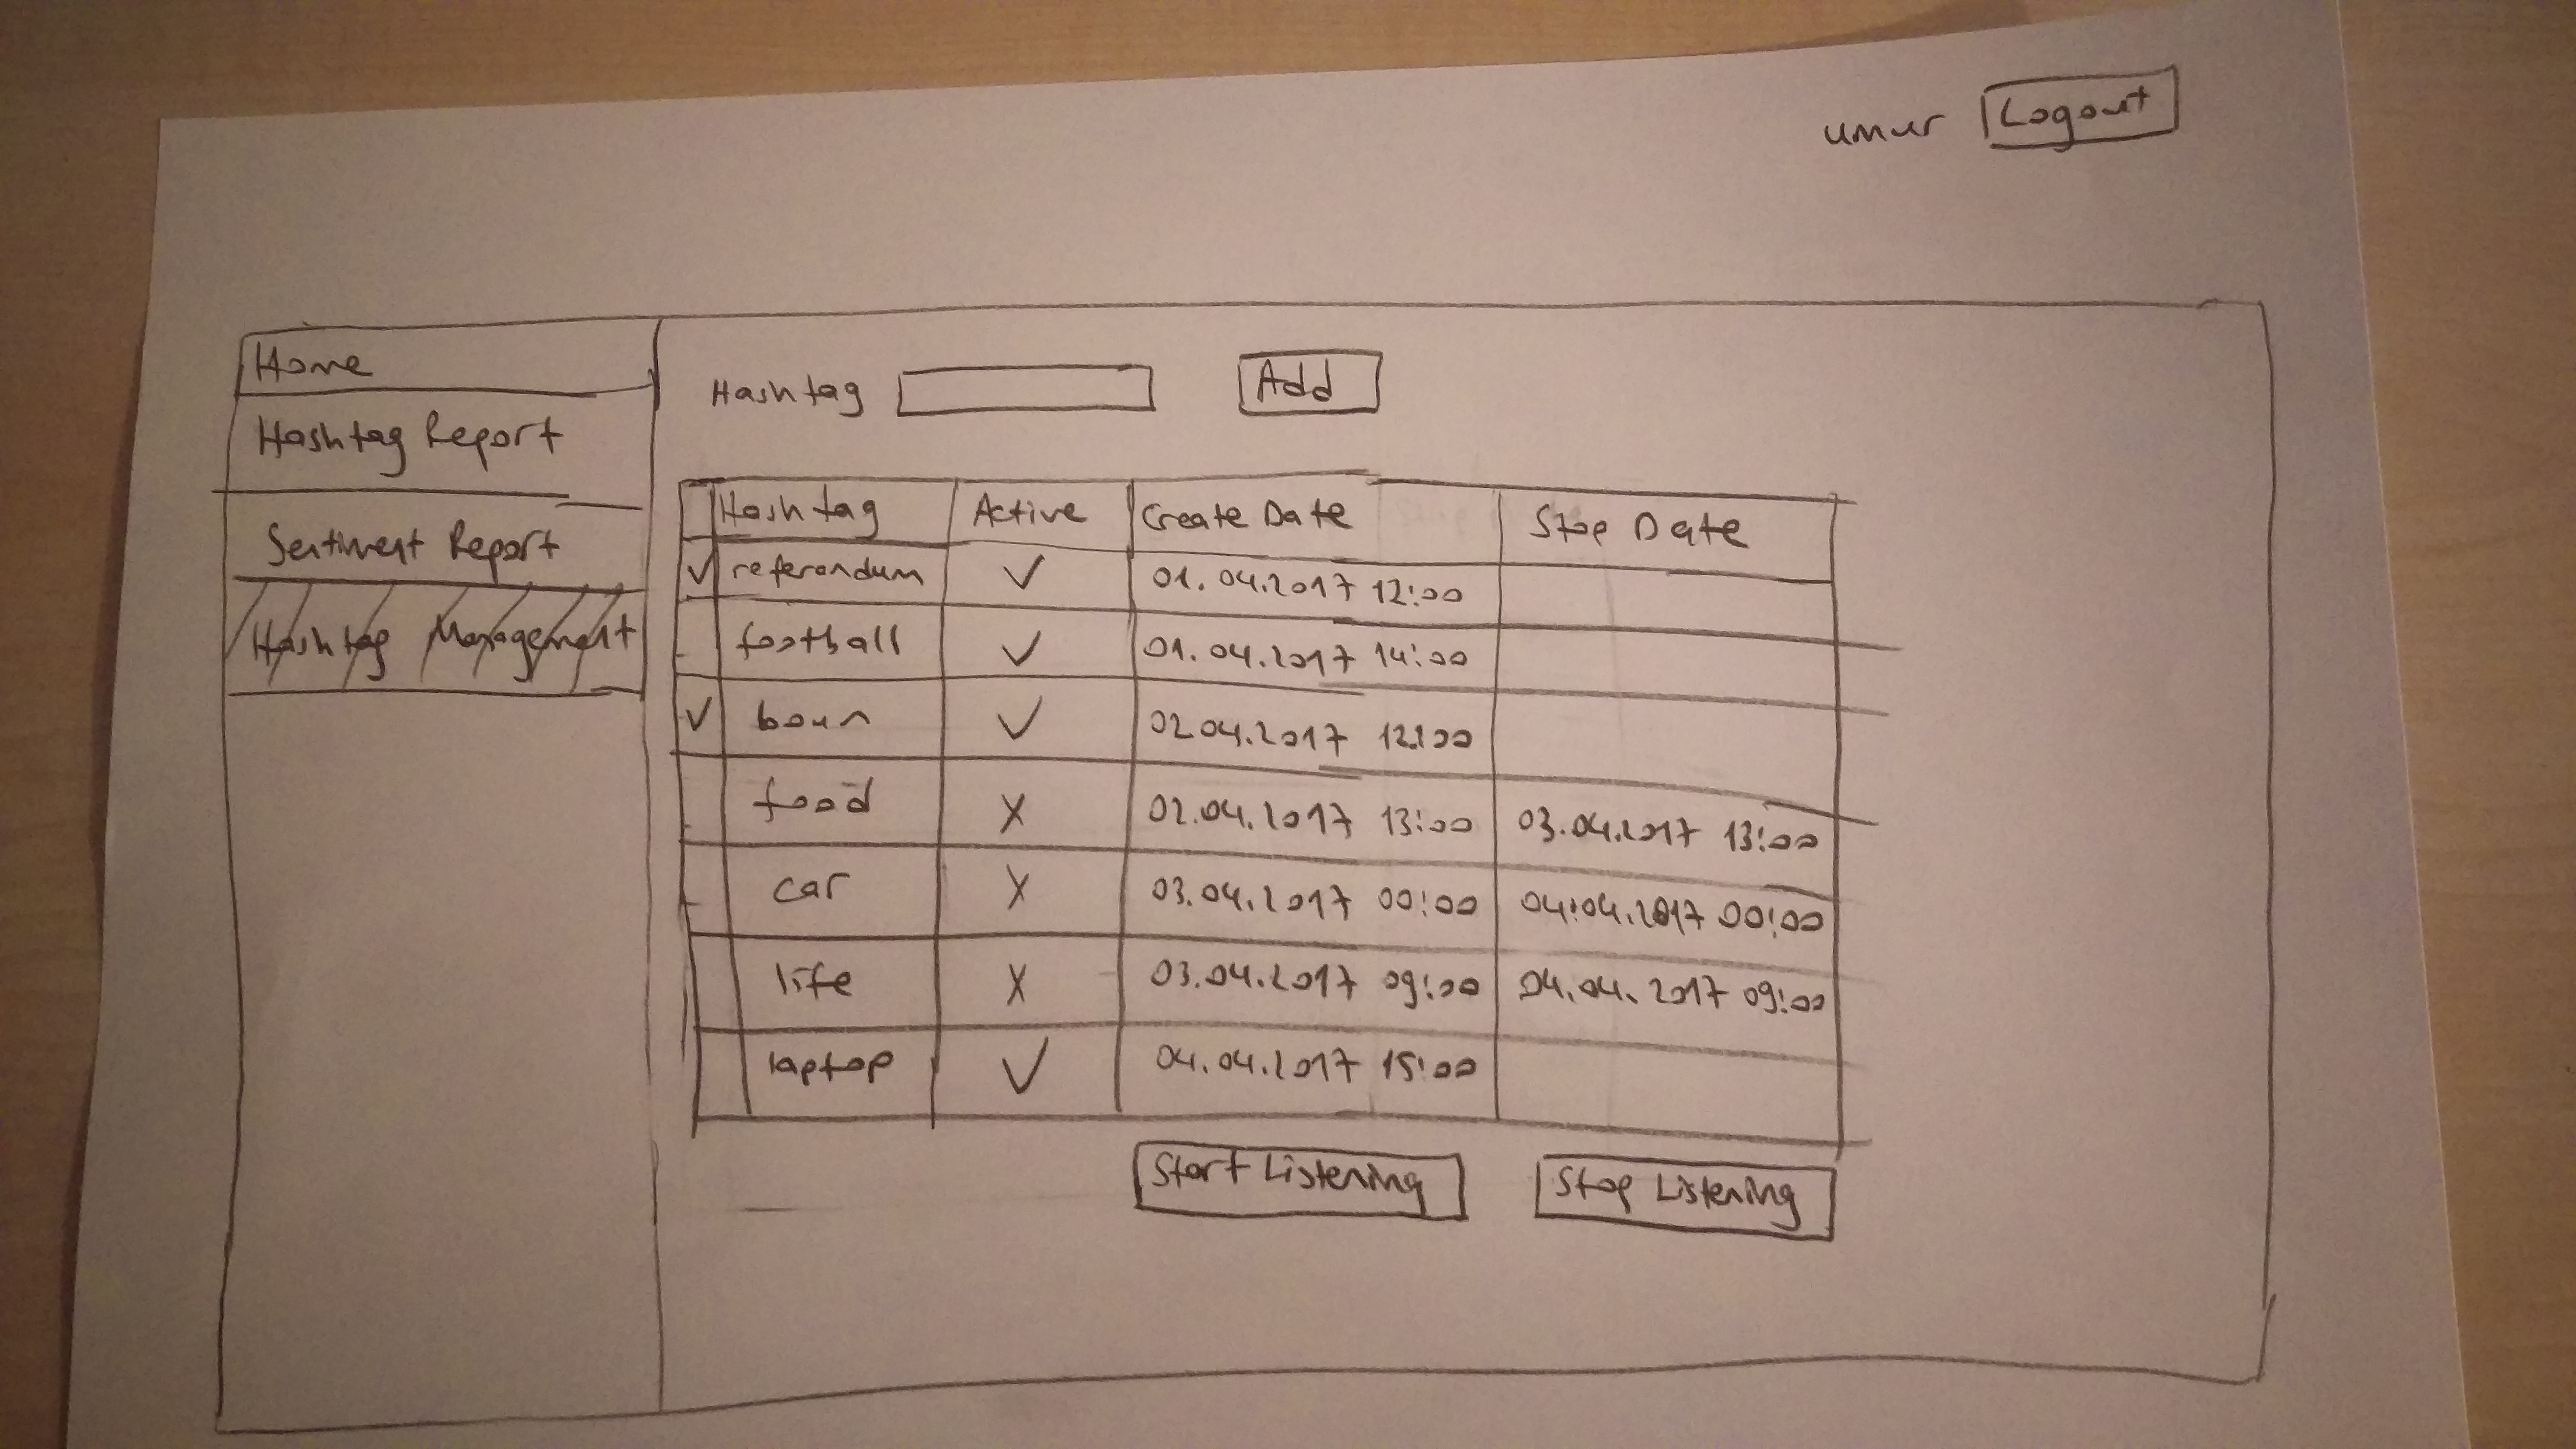 umur Logout
Home
Hashtag Report
Sentiment Report
Hashtag Management
Hashtag Add
Hashtag Active Create Date Stop Date
✓ referandum ✓ 01.04.2017 12:00
football ✓ 01.04.2017 14:00
✓ boun ✓ 02.04.2017 12:00
food X 02.04.2017 13:00 03.04.2017 13:00
car X 03.04.2017 00:00 04:04.2017 00:00
life X 03.04.2017 09:00 04.04.2017 09:00
laptop ✓ 04.04.2017 15:00
Start Listening Stop Listening